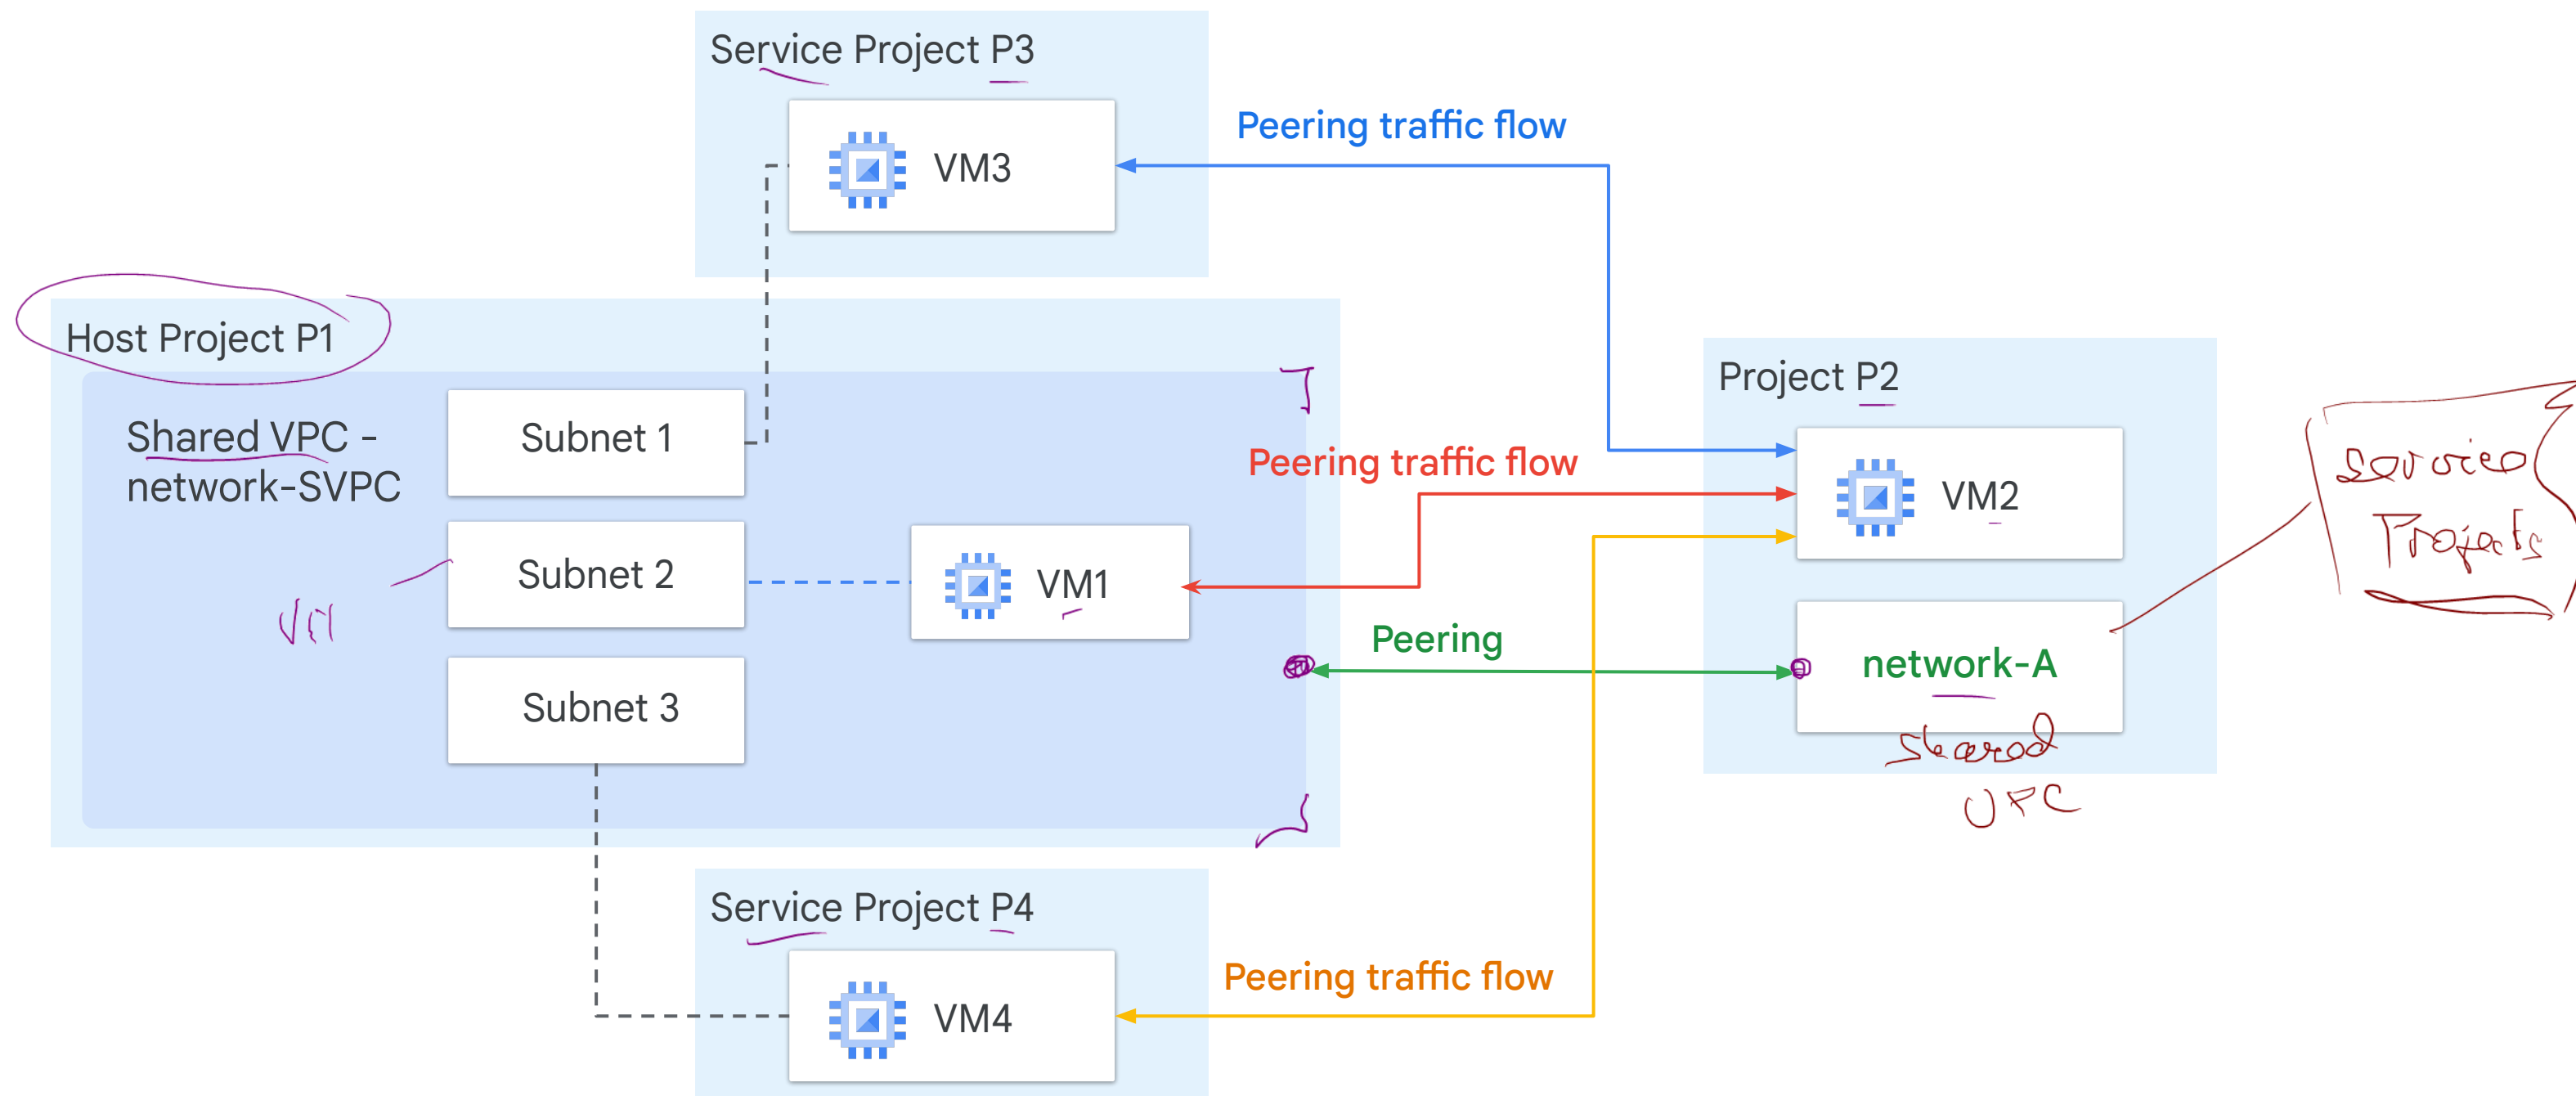 Service Project P3
VM3
Peering traffic flow
Host Project P1
Shared VPC -
network-SVPC
Subnet 1
Subnet 2
VM
Subnet 3
VM1
Peering traffic flow
Peering
Project P2
VM2
network-A
Shared
VPC
Service
Projects
Service Project P4
VM4
Peering traffic flow